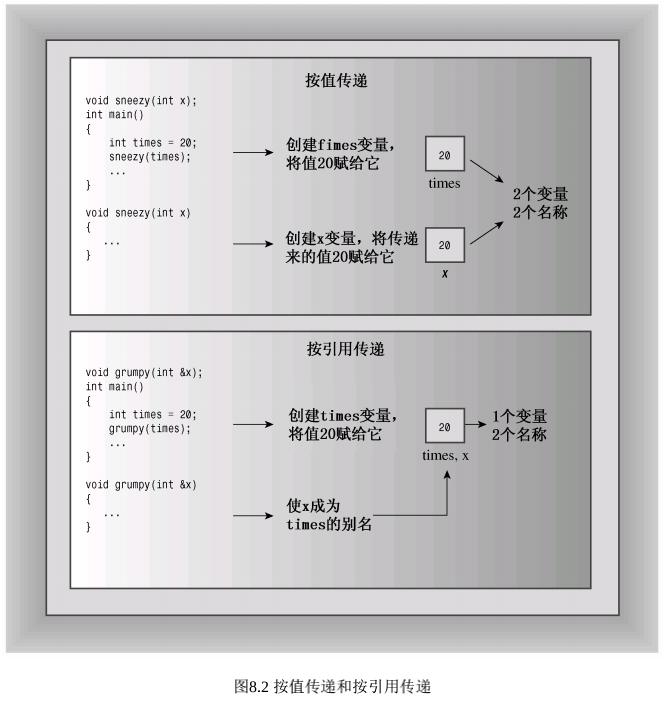 按值传递
void sneezy(int x);
int main()
{
int times = 20;
sneezy(times);
...
}
创建fimes变量，
将值20赋给它
20
times
2个变量
2个名称
void sneezy(int x)
{
...
}
创建x变量，将传递
来的值20赋给它
20
x
按引用传递
void grumpy(int &x);
int main()
{
int times = 20;
grumpy(times);
...
}
创建times变量，
将值20赋给它
20
times, x
1个变量
2个名称
void grumpy(int &x)
{
...
}
使x成为
times的别名
图8.2 按值传递和按引用传递